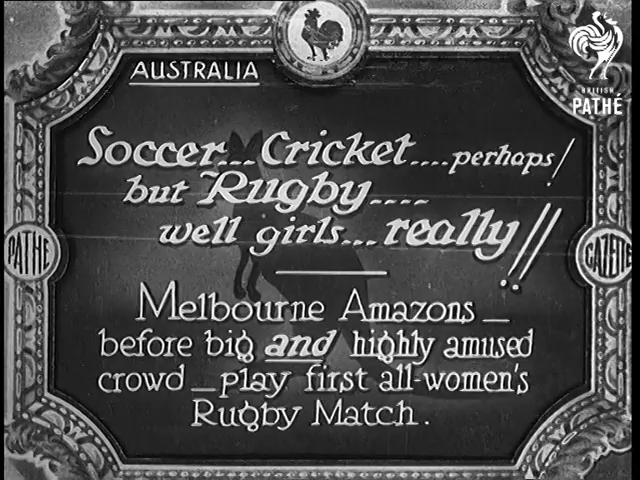 BRITISH
PATHÉ
AUSTRALIA
Soccer... Cricket.... perhaps!
but Rugby....
well girls... really!!
PATHE
GAZETTE
Melbourne Amazons —
before big and highly amused
crowd — play first all-women's
Rugby Match.